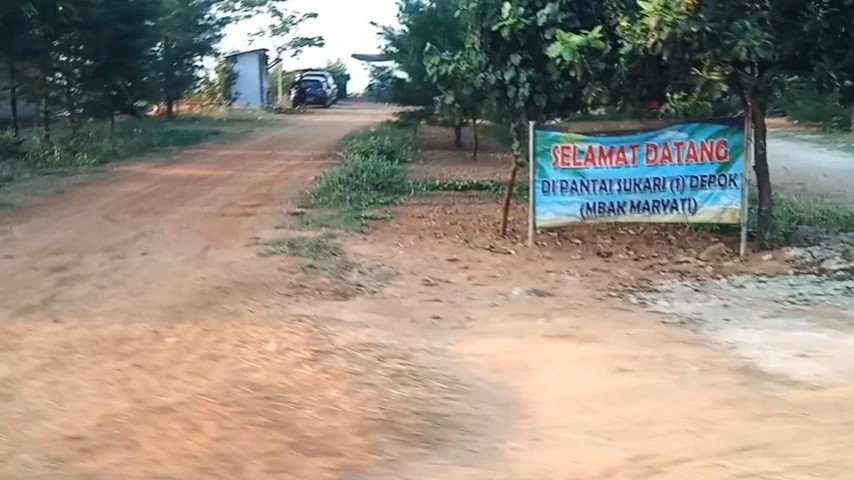 SELAMAT DATANG
DI PANTAI SUKARI (1) DEPOK
(MBAK MARYATI)